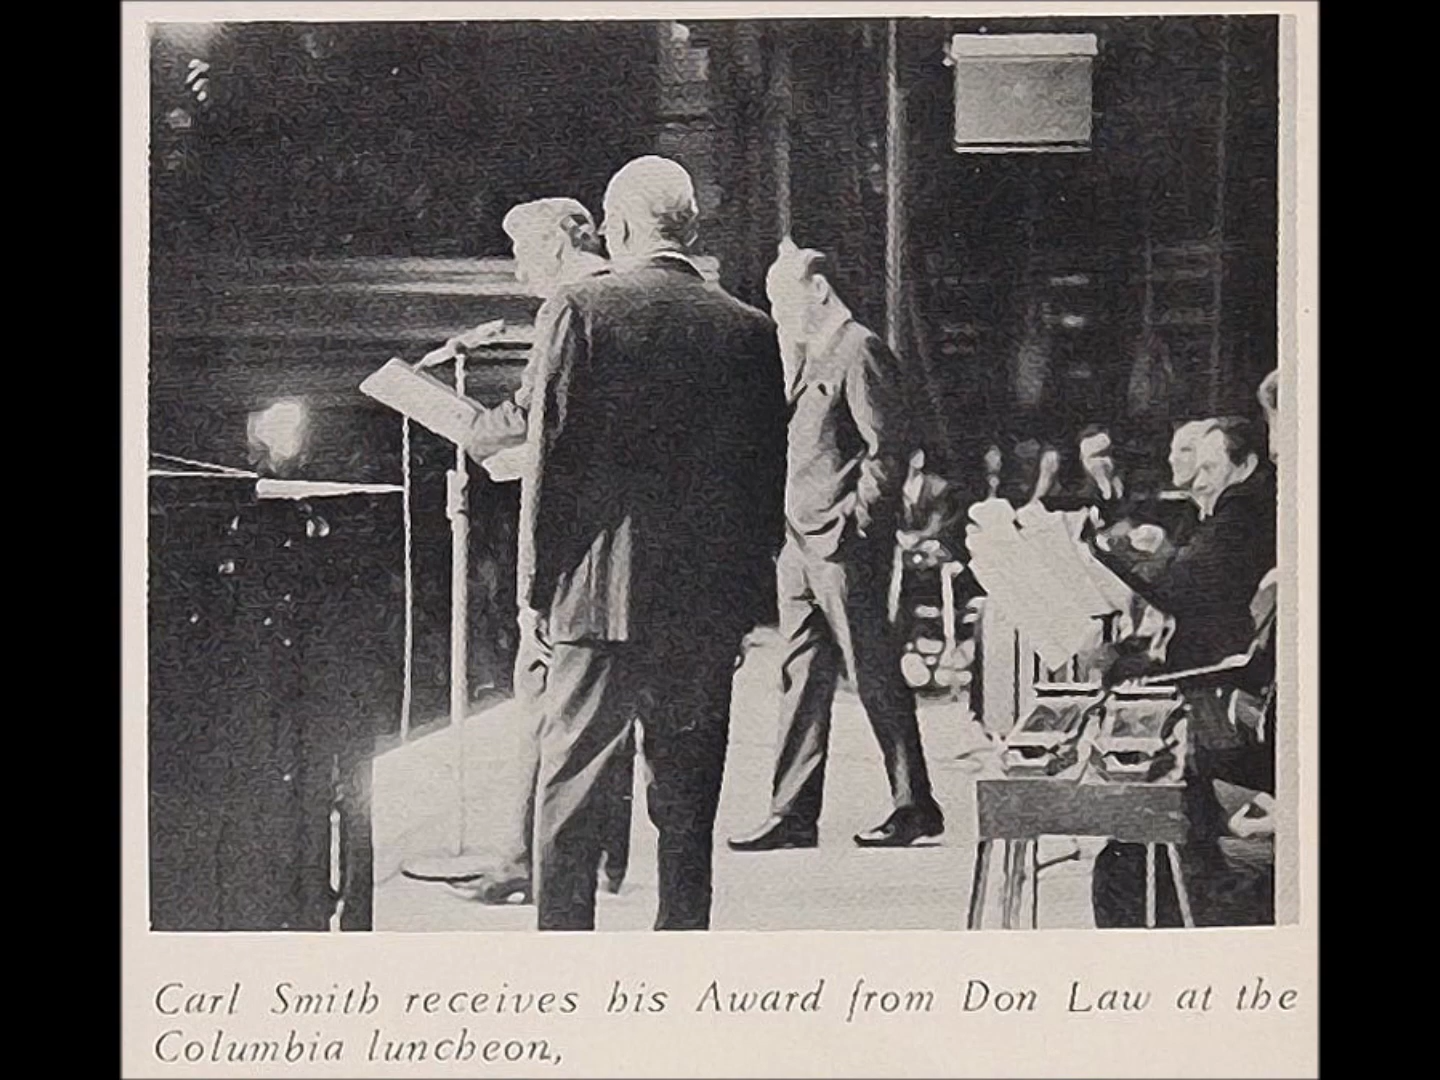 Carl Smith receives his Award from Don Law at the
Columbia luncheon,